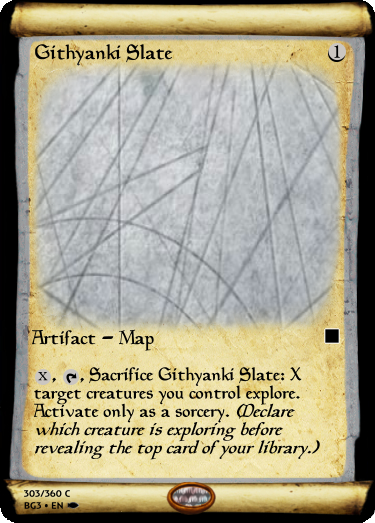 Githyanki Slate 1
Artifact – Map
X, , Sacrifice Githyanki Slate: X
target creatures you control explore.
Activate only as a sorcery. (Declare
which creature is exploring before
revealing the top card of your library.)
303/360 C
BG3 • EN